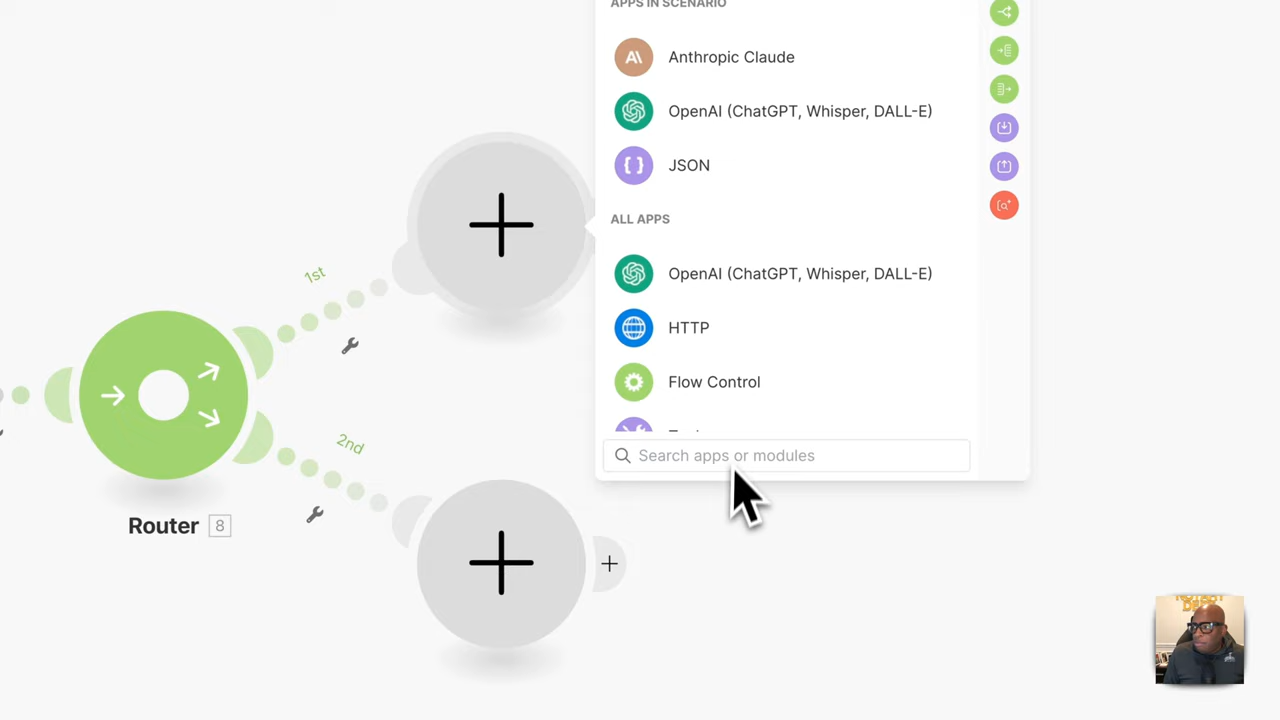 APPS IN SCENARIO
Anthropic Claude
OpenAI (ChatGPT, Whisper, DALL-E)
JSON
ALL APPS
OpenAI (ChatGPT, Whisper, DALL-E)
HTTP
Flow Control
Search apps or modules
1st
2nd
Router 8